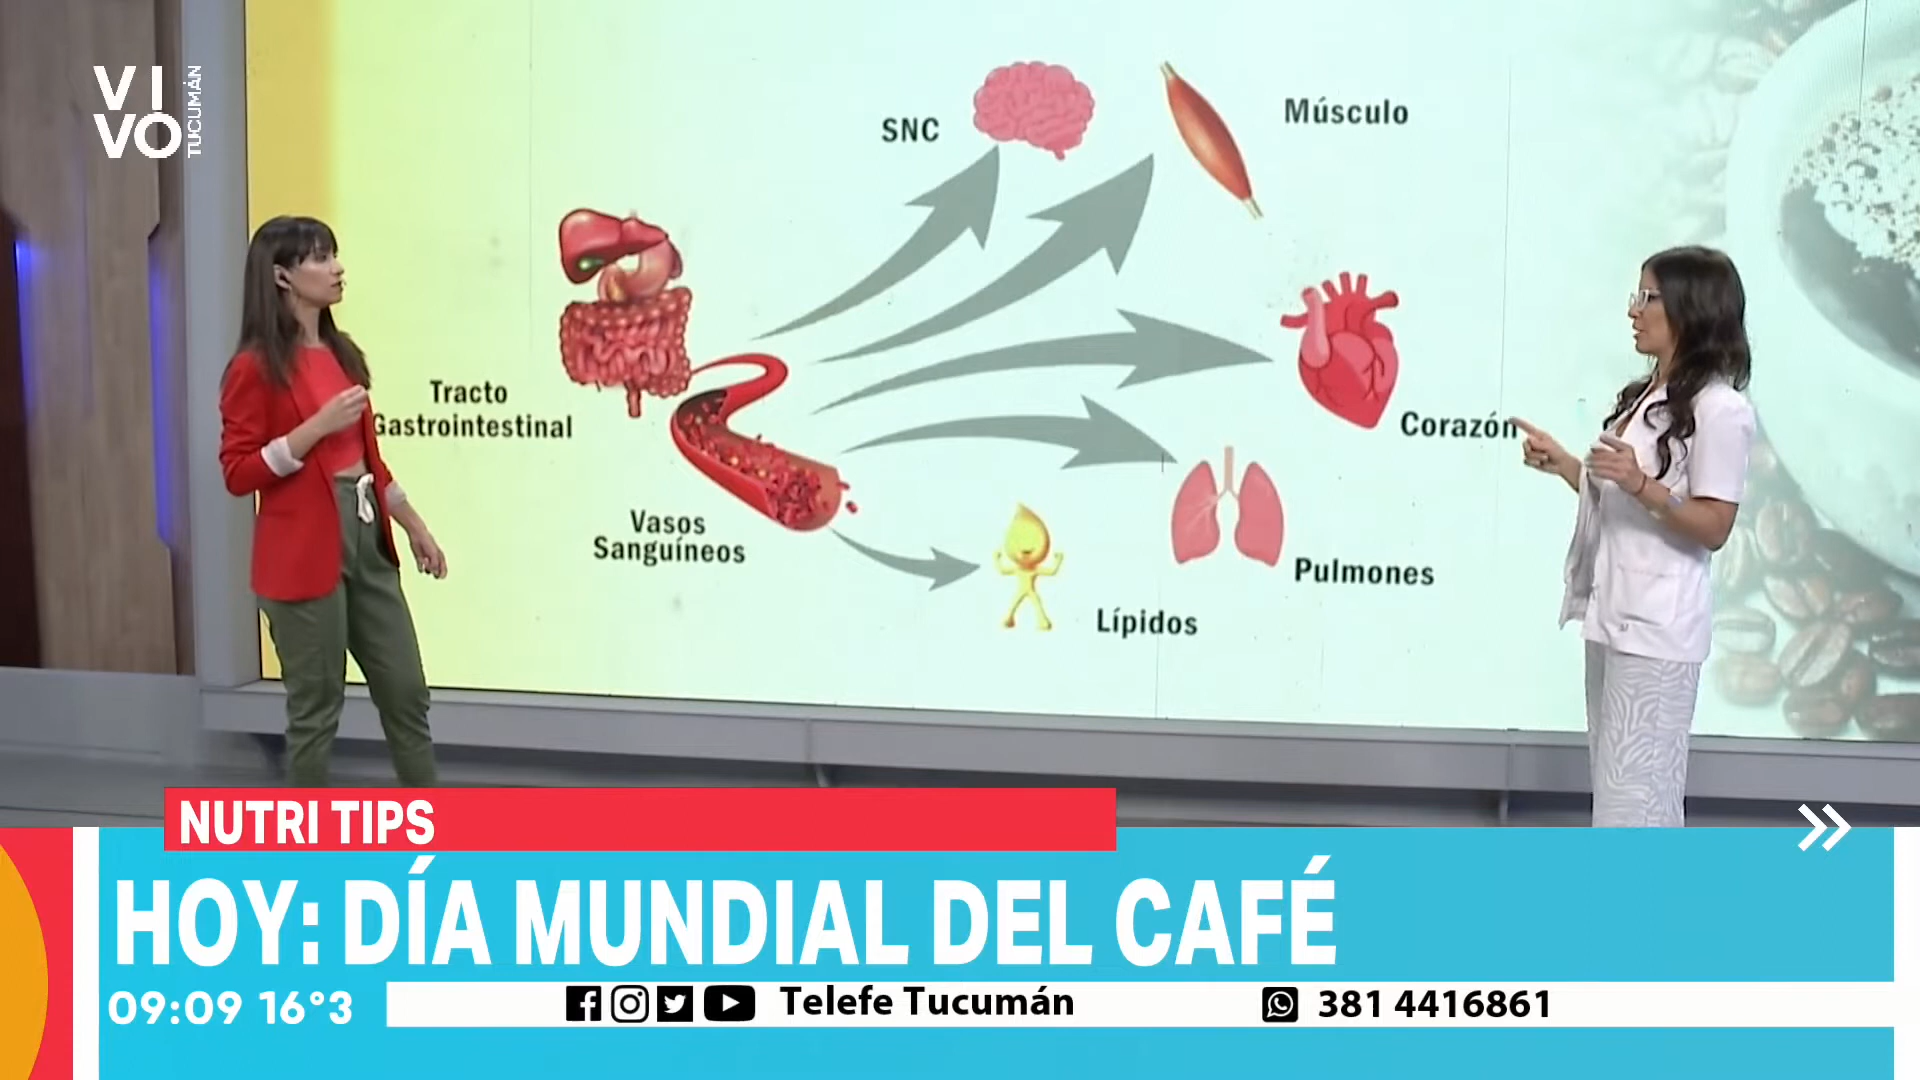 VI
VO
TUCUMÁN
SNC
Músculo
Tracto
Gastrointestinal
Corazón
Vasos
Sanguíneos
Pulmones
Lípidos
NUTRI TIPS
HOY: DÍA MUNDIAL DEL CAFÉ
09:09 16°3
Telefe Tucumán
381 4416861